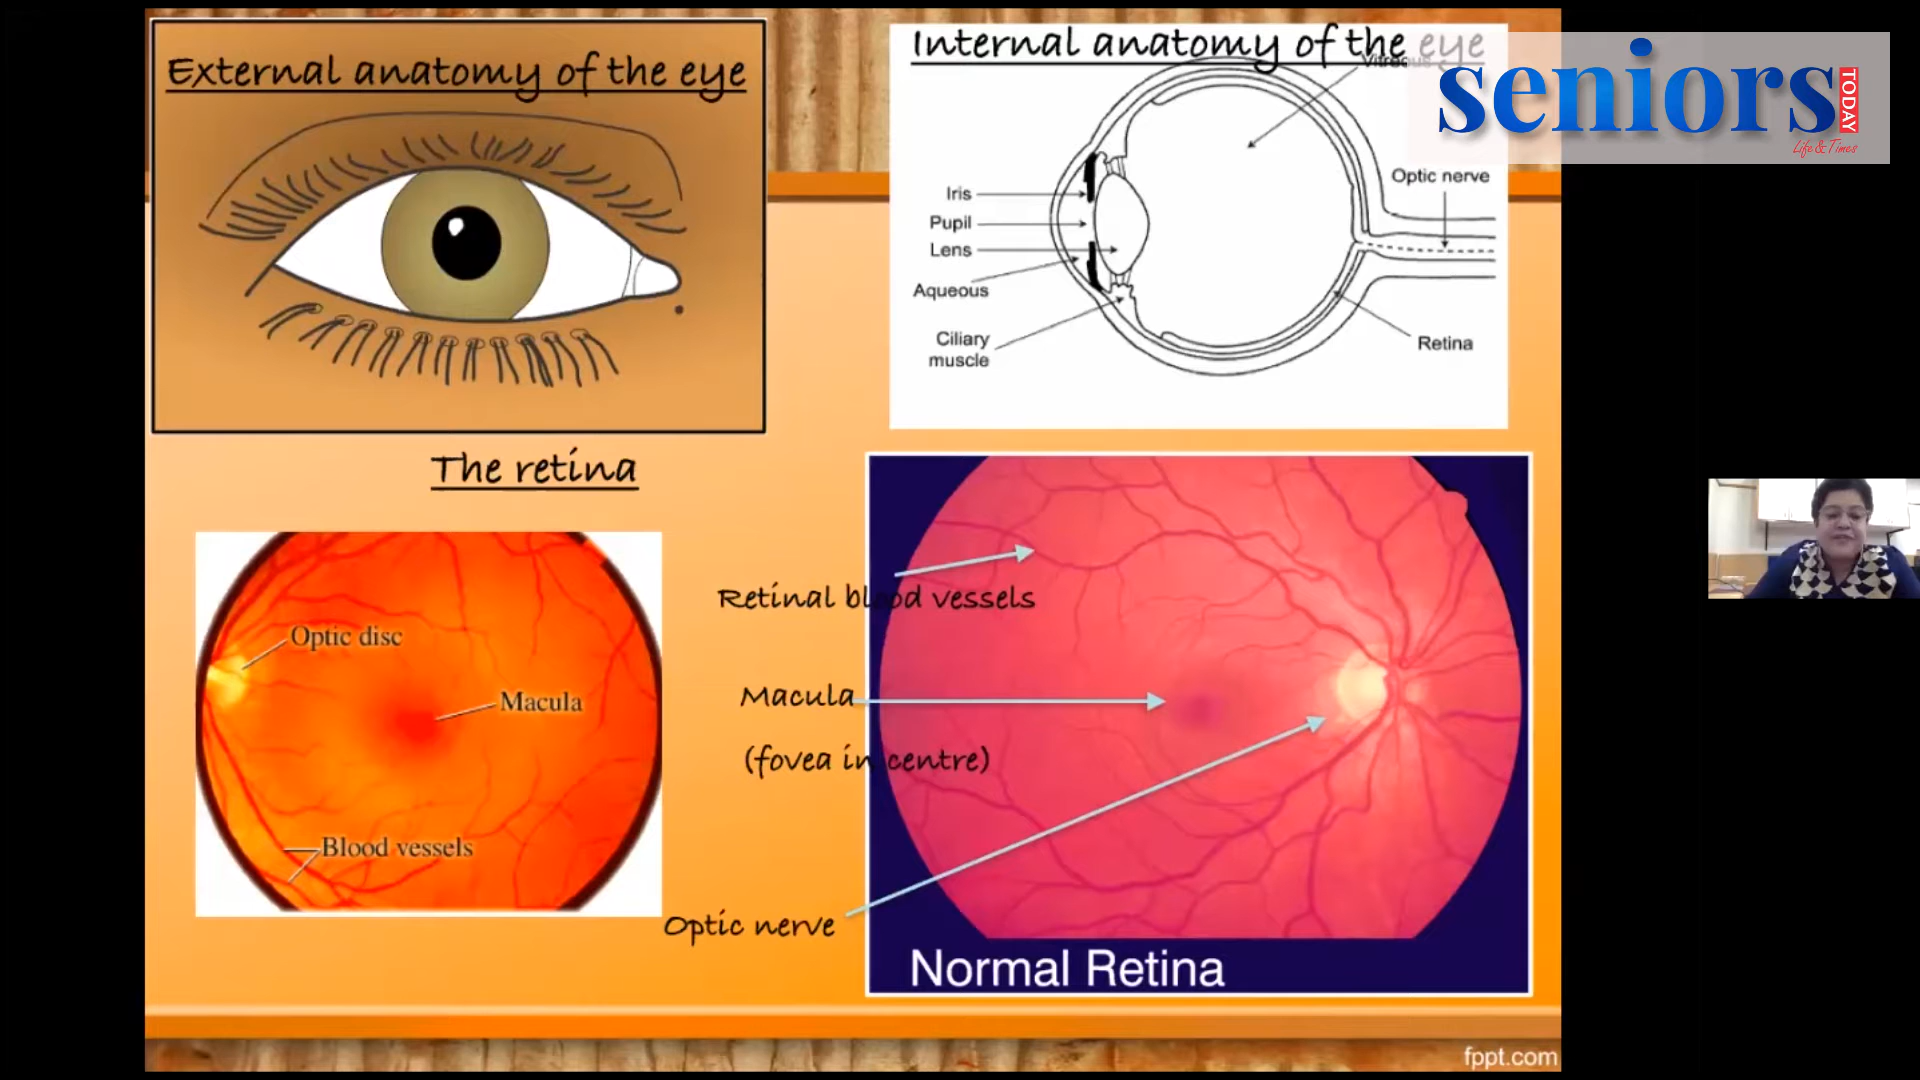 External anatomy of the eye
Internal anatomy of the eye
Vitreous
seniors
TODAY
Life & Times
Optic nerve
Iris
Pupil
Lens
Aqueous
Ciliary
muscle
Retina
The retina
Optic disc
Macula
Blood vessels
Retinal blood vessels
Macula
(fovea in centre)
Optic nerve
Normal Retina
fppt.com